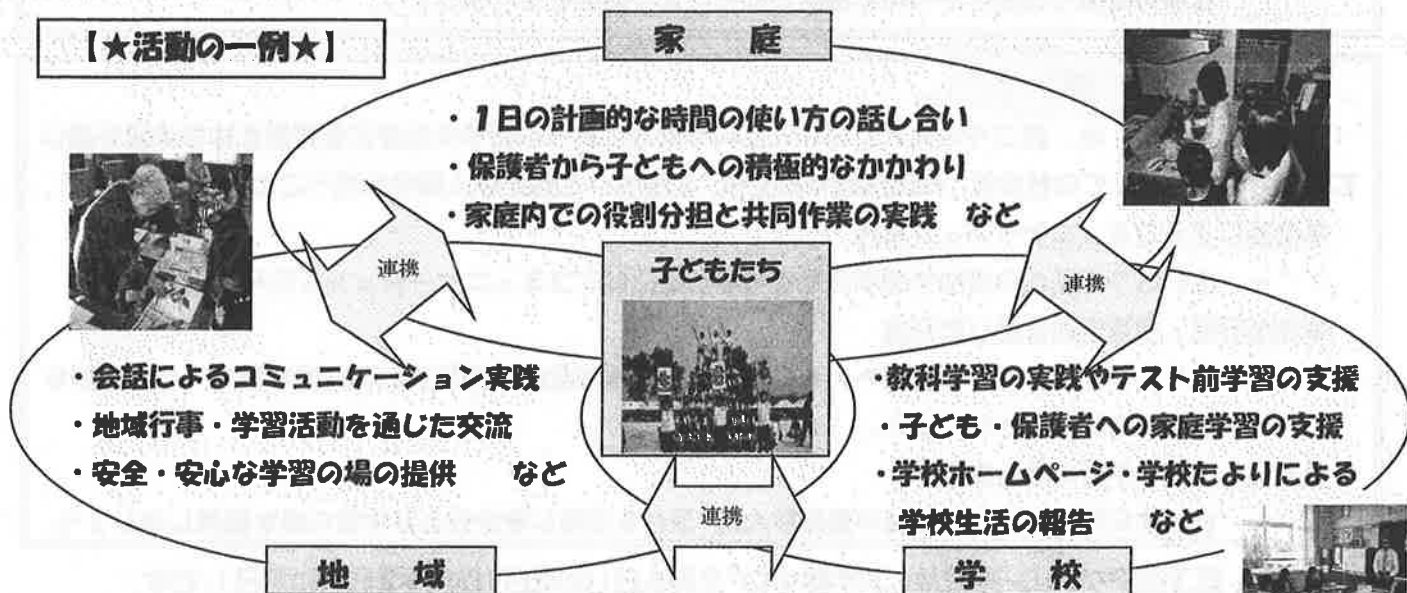 【★活動の一例★】
家 庭
・1日の計画的な時間の使い方の話し合い
・保護者から子どもへの積極的なかかわり
・家庭内での役割分担と共同作業の実践 など
連携
子どもたち
連携
・会話によるコミュニケーション実践
・地域行事・学習活動を通じた交流
・安全・安心な学習の場の提供 など
・教科学習の実践やテスト前学習の支援
・子ども・保護者への家庭学習の支援
・学校ホームページ・学校たよりによる
学校生活の報告 など
連携
地 域
学 校